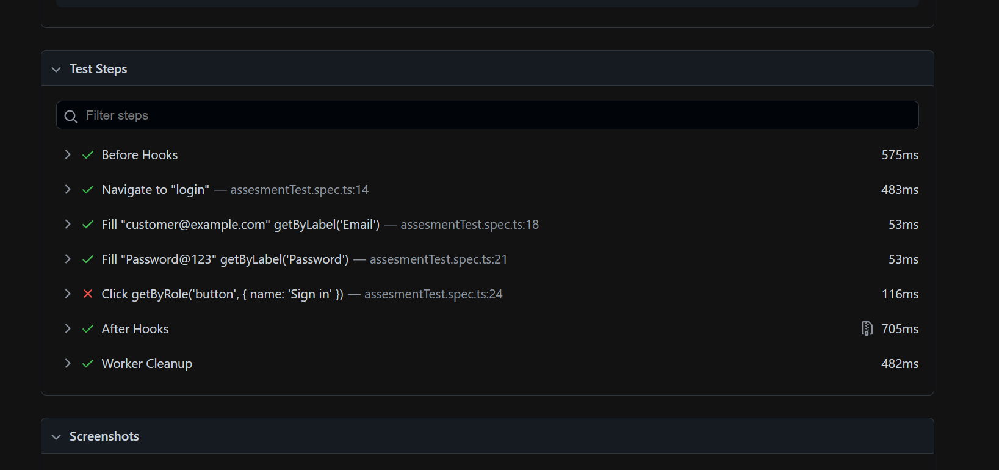 Test Steps
Filter steps
Before Hooks 575ms
Navigate to "login" — assesmentTest.spec.ts:14 483ms
Fill "customer@example.com" getByLabel('Email') — assesmentTest.spec.ts:18 53ms
Fill "Password@123" getByLabel('Password') — assesmentTest.spec.ts:21 53ms
Click getByRole('button', { name: 'Sign in' }) — assesmentTest.spec.ts:24 116ms
After Hooks 705ms
Worker Cleanup 482ms
Screenshots